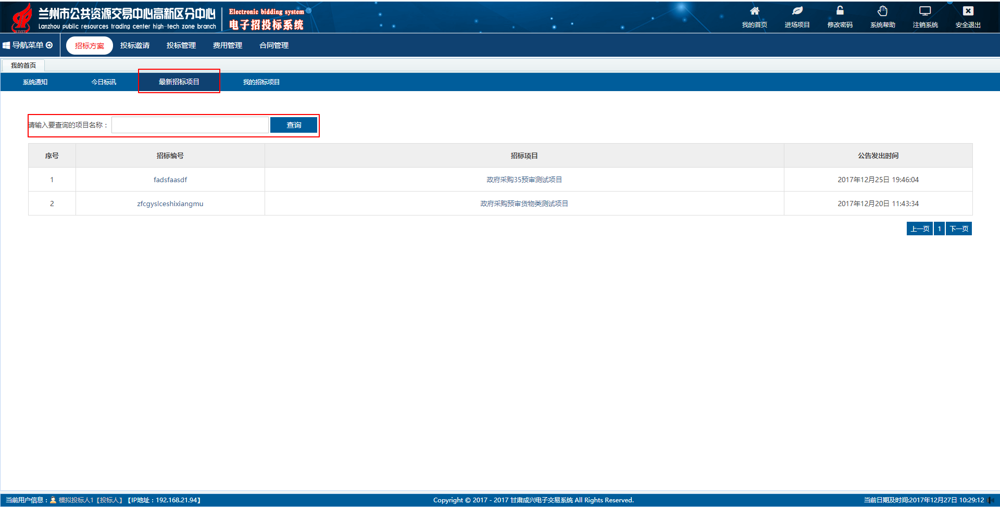 兰州市公共资源交易中心高新区分中心
Lanzhou public resources trading center high-tech zone branch
Electronic bidding system
电子招投标系统
我的首页 进场项目 修改密码 系统帮助 注销系统 安全退出
导航菜单 招标方案 投标邀请 投标管理 费用管理 合同管理
我的首页
系统通知 今日标讯 最新招标项目 我的招标项目
请输入要查询的项目名称： 查询
序号 招标编号 招标项目 公告发出时间
1 fadsfaasdf 政府采购35预审测试项目 2017年12月25日 19:46:04
2 zfcgyslceshixiangmu 政府采购预审货物类测试项目 2017年12月20日 11:43:34
上一页 1 下一页
当前用户信息： 模拟投标人1【投标人】【IP地址：192.168.21.94】 Copyright © 2017 - 2017 甘肃成兴电子交易系统 All Rights Reserved. 当前日期及时间:2017年12月27日 10:29:12